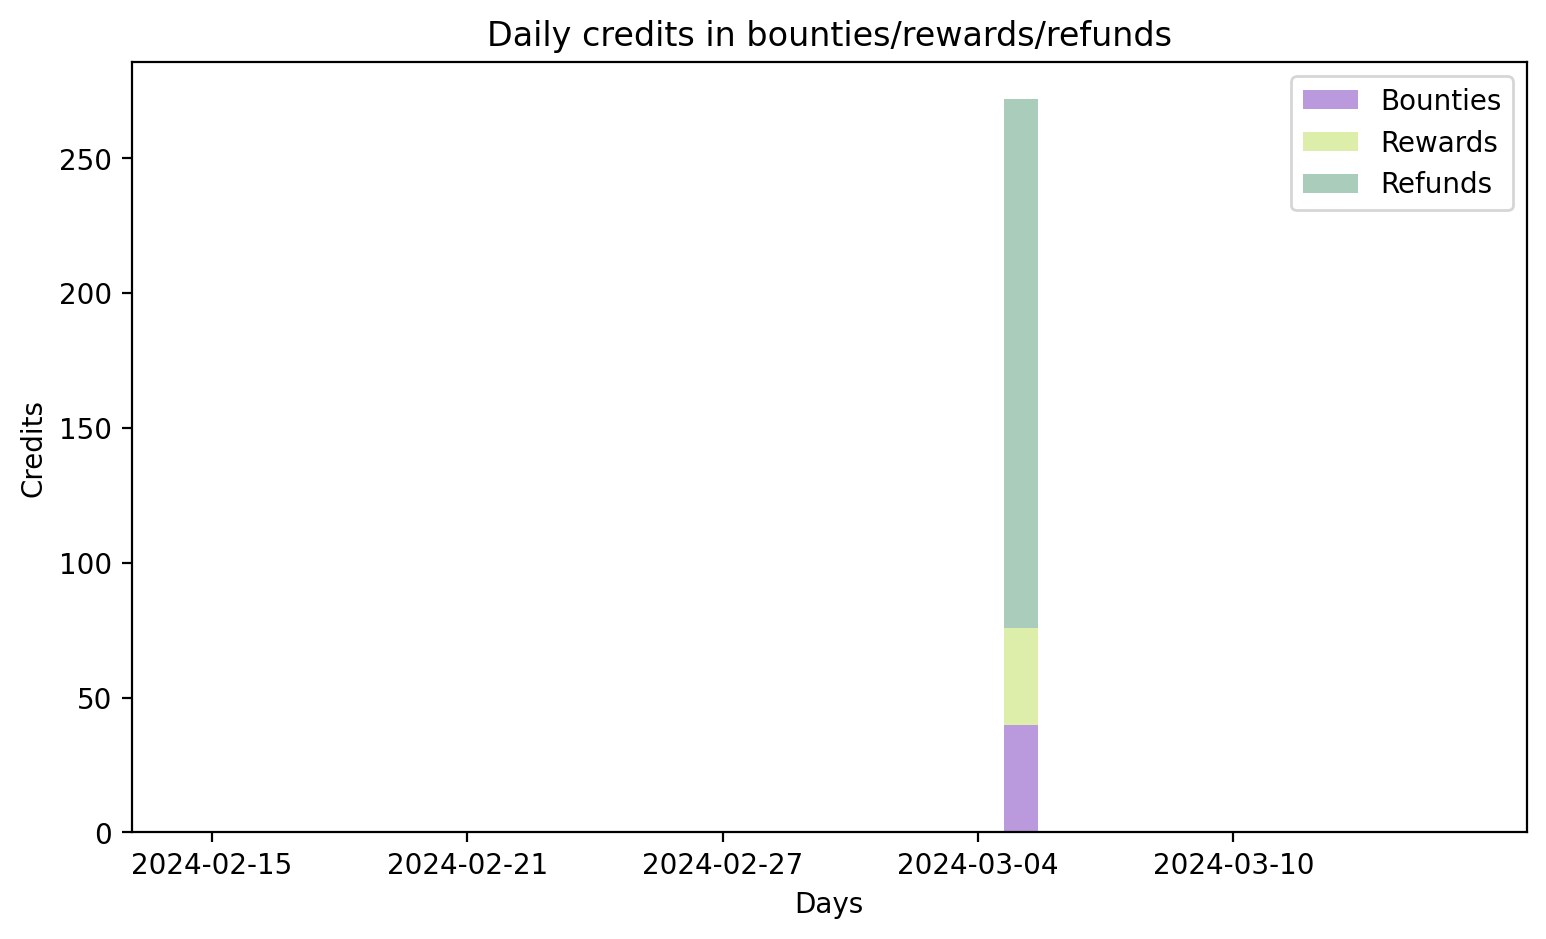 Daily credits in bounties/rewards/refunds
Bounties
Rewards
Refunds
Credits
250
200
150
100
50
0
2024-02-15 2024-02-21 2024-02-27 2024-03-04 2024-03-10
Days